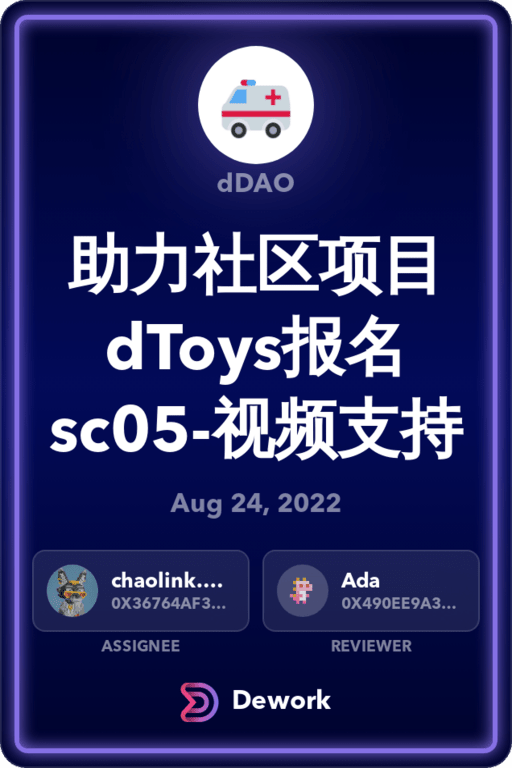 dDAO
助力社区项目
dToys报名
sc05-视频支持
Aug 24, 2022
chaolink....
0X36764AF3...
ASSIGNEE
Ada
0X490EE9A3...
REVIEWER
Dework